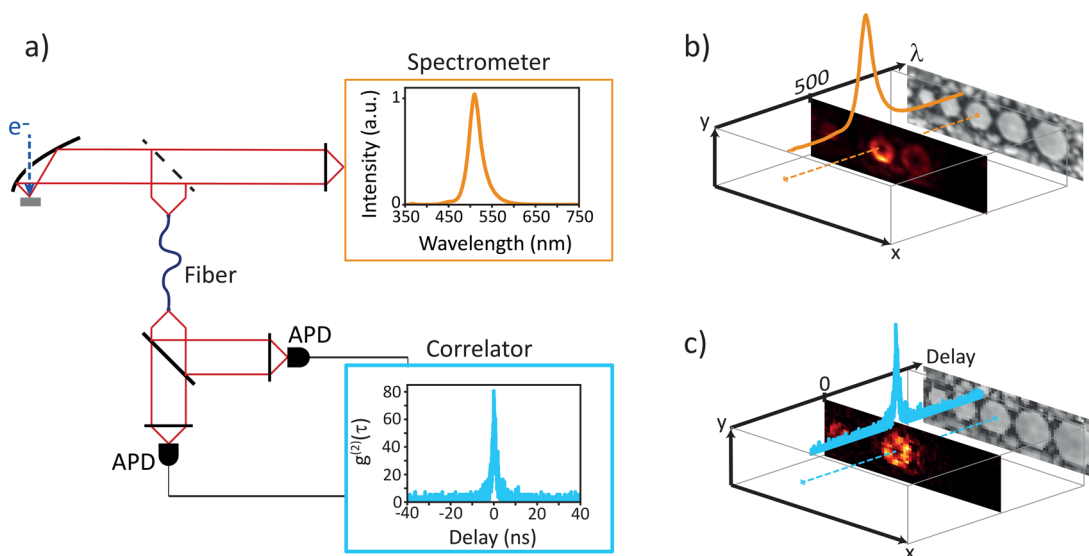 a)
Spectrometer
e-
Intensity (a.u.)
1
0
350 450 550 650 750
Wavelength (nm)
Fiber
APD
APD
Correlator
g(2)(τ)
80
60
40
20
0
-40 -20 0 20 40
Delay (ns)
b)
500
λ
y
x
c)
Delay
0
y
x